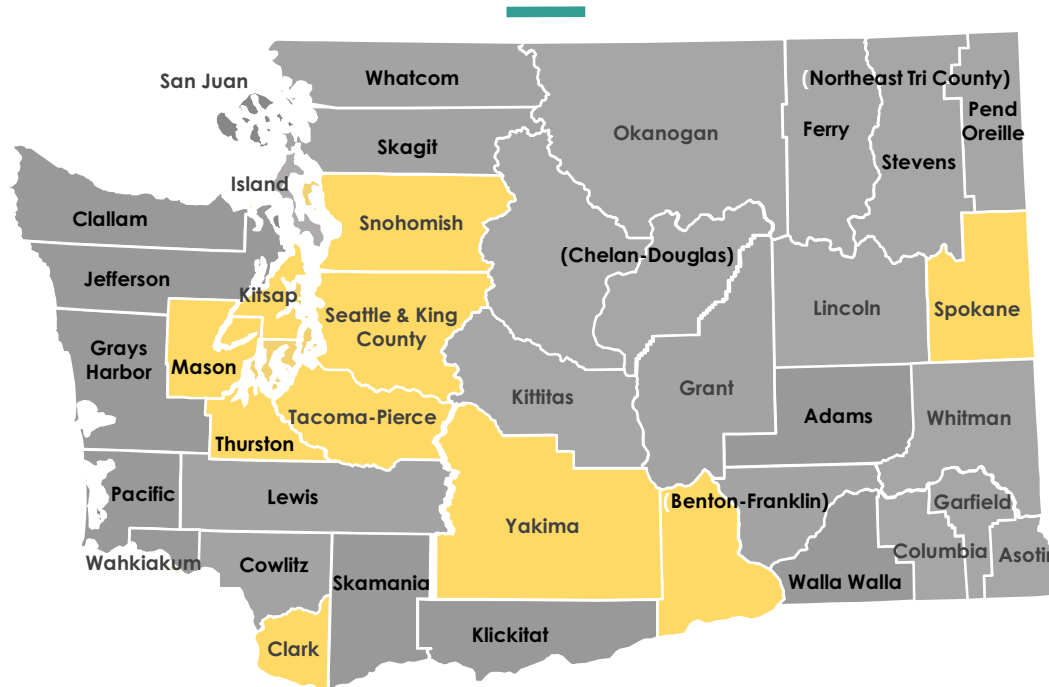 San Juan
Whatcom
(Northeast Tri County)
Pend
Oreille
Okanogan
Ferry
Skagit
Stevens
Island
Clallam
Snohomish
(Chelan-Douglas)
Jefferson
Kitsap
Lincoln
Spokane
Seattle & King
County
Grays
Harbor
Mason
Kittitas
Grant
Adams
Whitman
Tacoma-Pierce
Thurston
Pacific
Lewis
(Benton-Franklin)
Garfield
Yakima
Columbia
Asotin
Wahkiakum
Cowlitz
Skamania
Walla Walla
Klickitat
Clark